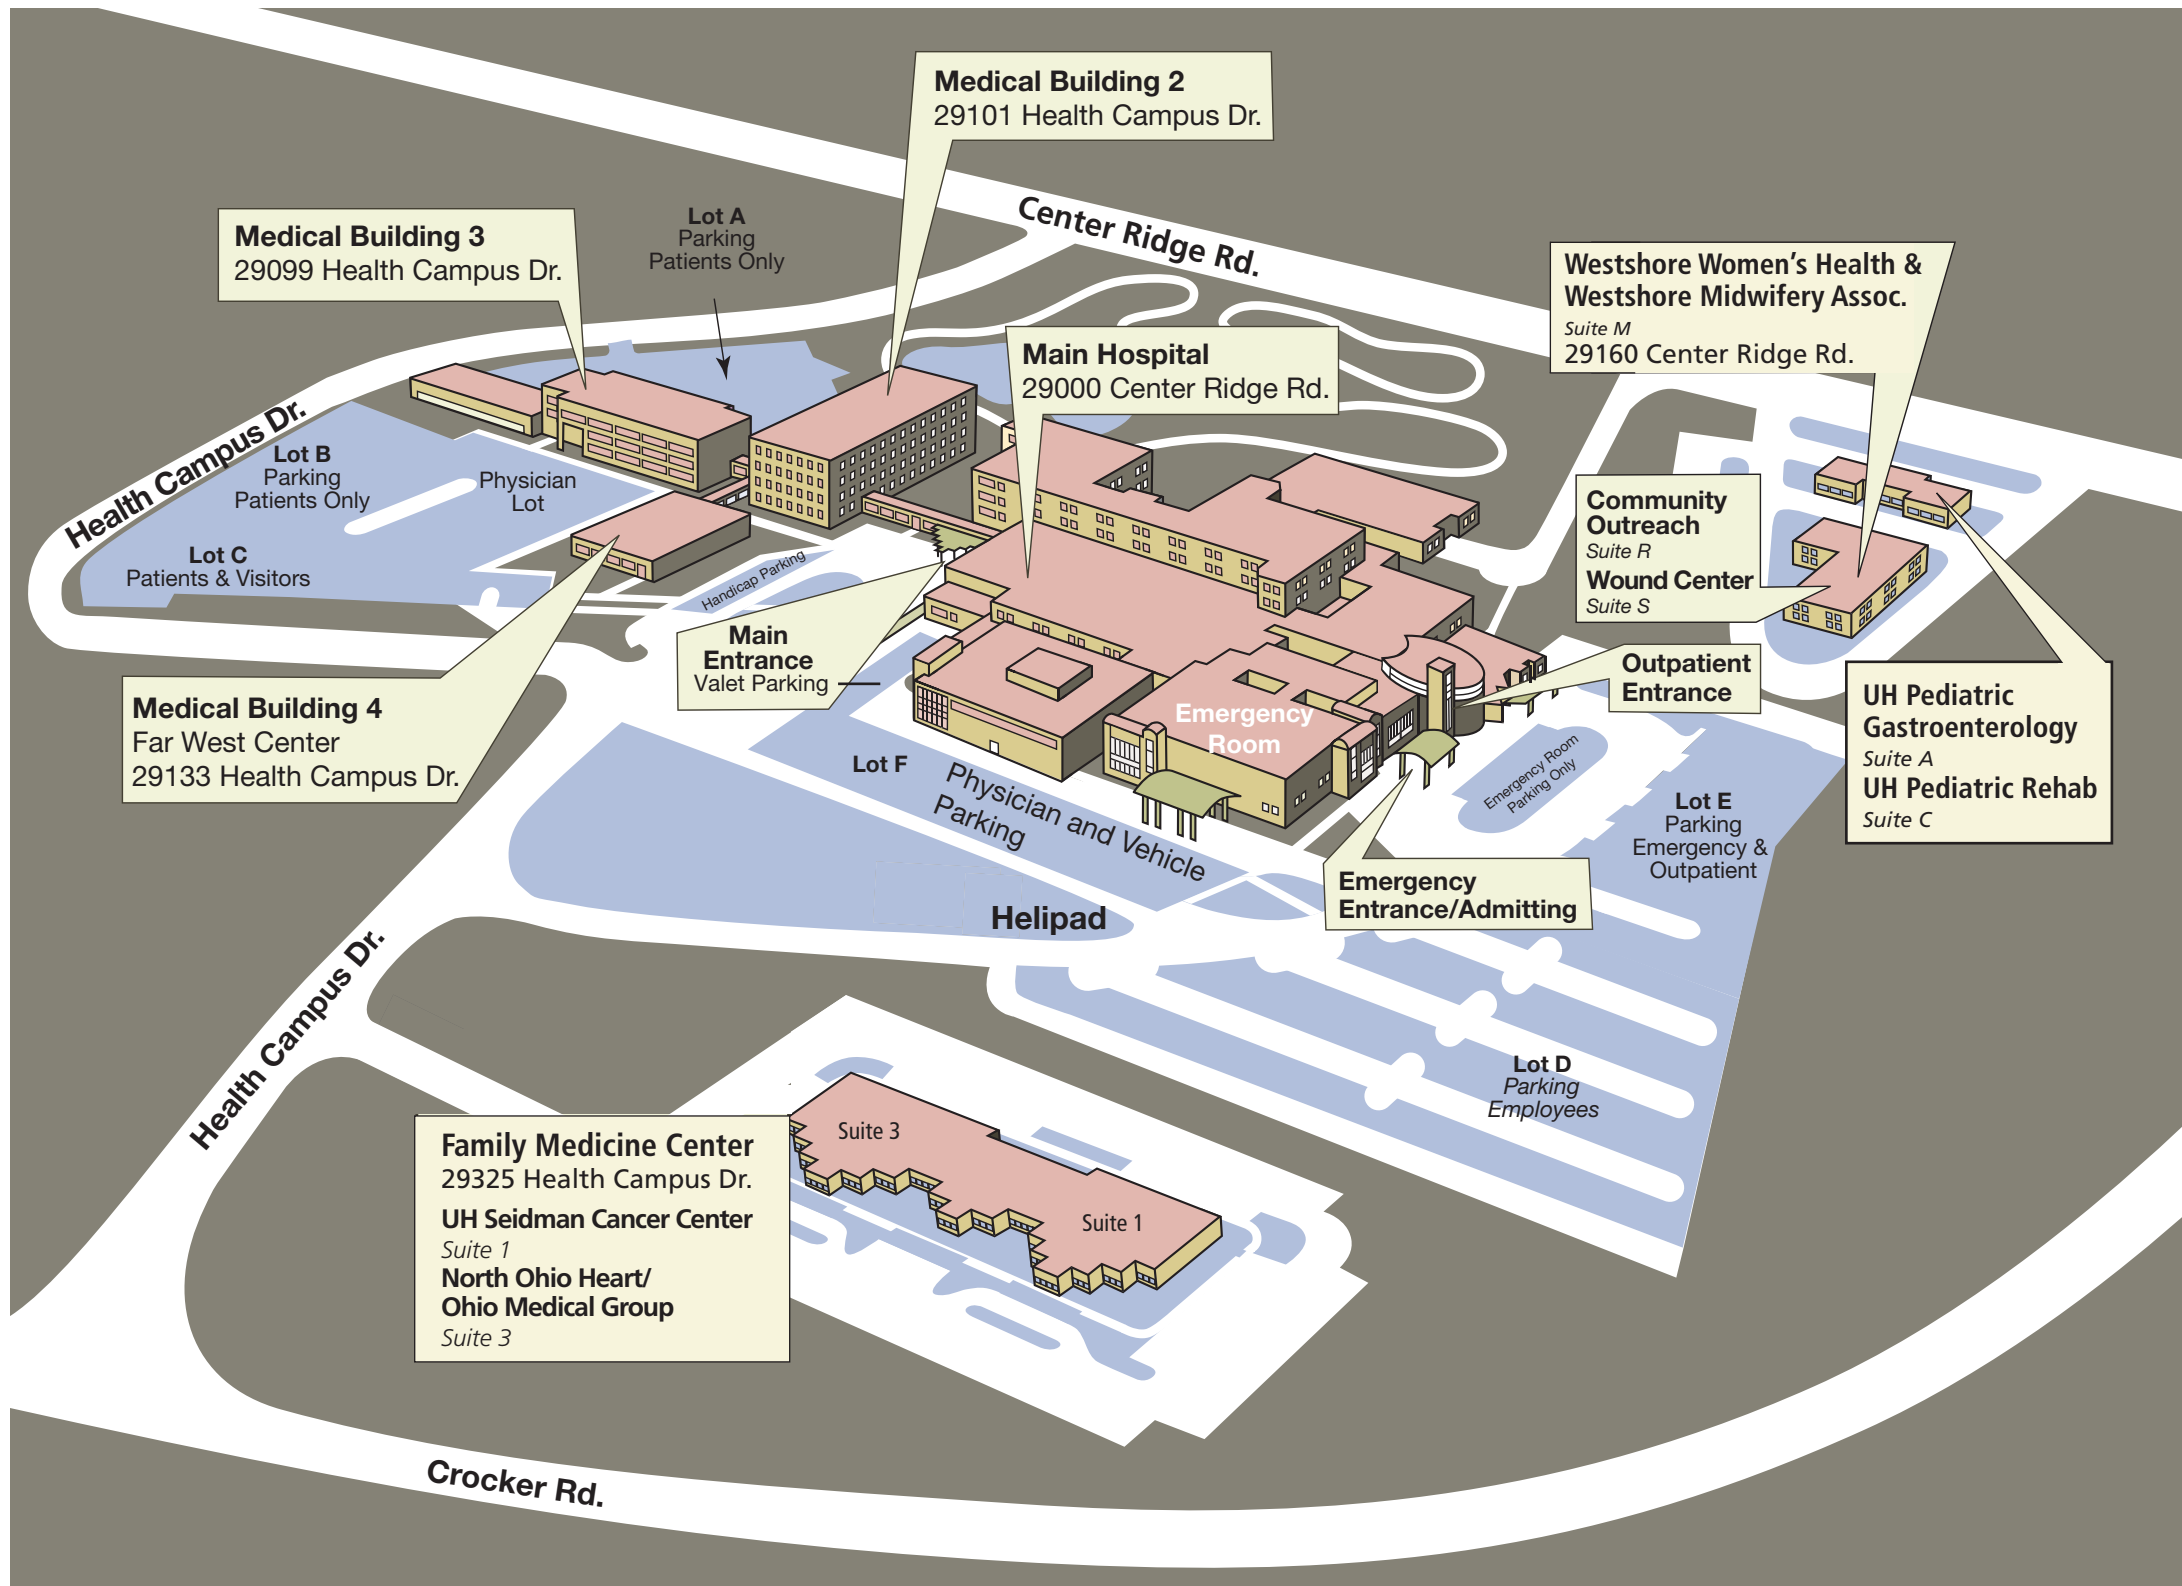 Medical Building 2
29101 Health Campus Dr.
Center Ridge Rd.
Medical Building 3
29099 Health Campus Dr.
Lot A
Parking
Patients Only
Westshore Women's Health &
Westshore Midwifery Assoc.
Suite M
29160 Center Ridge Rd.
Main Hospital
29000 Center Ridge Rd.
Health Campus Dr.
Lot B
Parking
Patients Only
Physician
Lot
Lot C
Patients & Visitors
Handicap Parking
Community
Outreach
Suite R
Wound Center
Suite S
Main
Entrance
Valet Parking
Outpatient
Entrance
Medical Building 4
Far West Center
29133 Health Campus Dr.
UH Pediatric
Gastroenterology
Suite A
UH Pediatric Rehab
Suite C
Emergency
Room
Lot F
Physician and Vehicle
Parking
Emergency Room
Parking Only
Lot E
Parking
Emergency &
Outpatient
Emergency
Entrance/Admitting
Helipad
Health Campus Dr.
Lot D
Parking
Employees
Family Medicine Center
29325 Health Campus Dr.
UH Seidman Cancer Center
Suite 1
North Ohio Heart/
Ohio Medical Group
Suite 3
Suite 3
Suite 1
Crocker Rd.